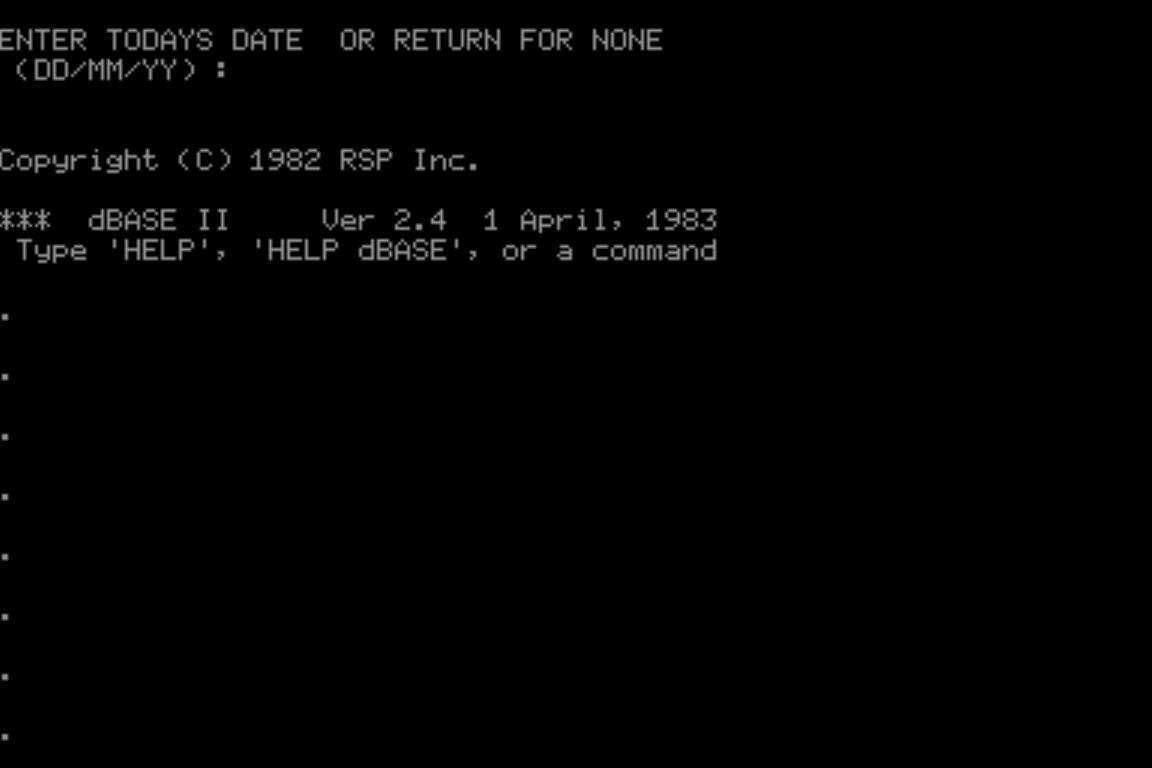 ENTER TODAYS DATE  OR RETURN FOR NONE
 (DD/MM/YY) :
Copyright (C) 1982 RSP Inc.
***  dBASE II     Ver 2.4  1 April, 1983
 Type 'HELP', 'HELP dBASE', or a command
.
.
.
.
.
.
.
.